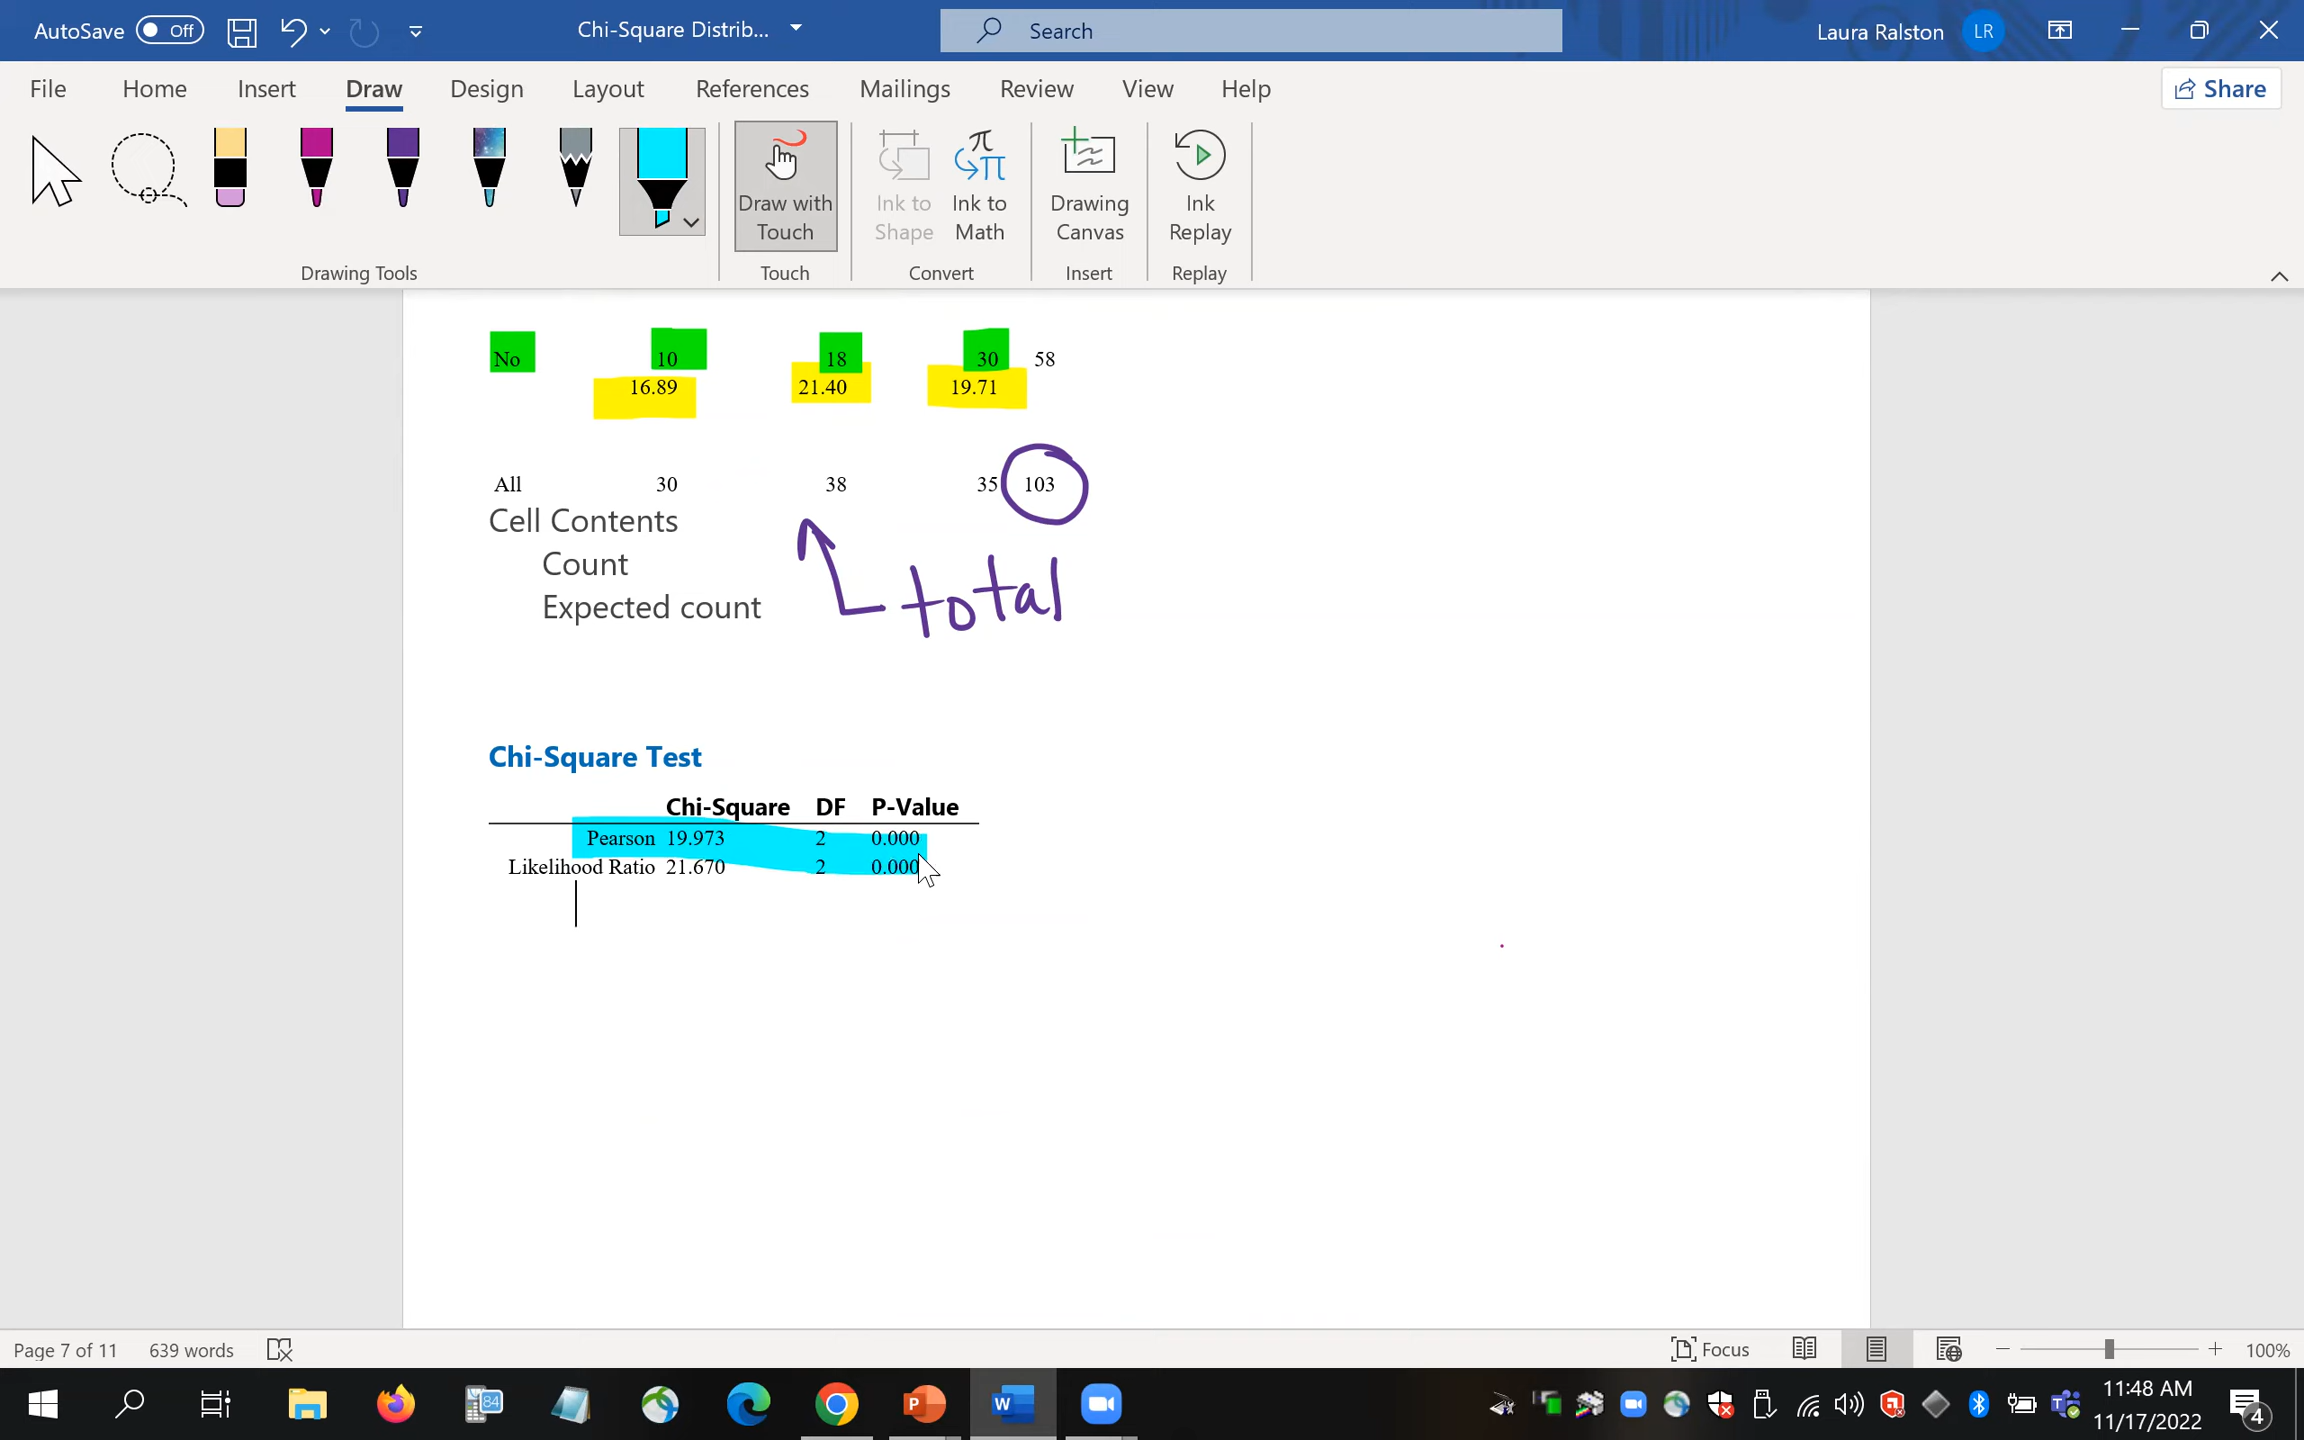 AutoSave Off Chi-Square Distrib... Search Laura Ralston LR
File Home Insert Draw Design Layout References Mailings Review View Help Share
Draw with Touch
Ink to Shape
Ink to Math
Drawing Canvas
Ink Replay
Drawing Tools Touch Convert Insert Replay
No 10 18 30 58
16.89 21.40 19.71
All 30 38 35 103
Cell Contents
Count
Expected count
total
Chi-Square Test
Chi-Square DF P-Value
Pearson 19.973 2 0.000
Likelihood Ratio 21.670 2 0.000
Page 7 of 11 639 words Focus 100%
84 P W 11:48 AM
11/17/2022 4